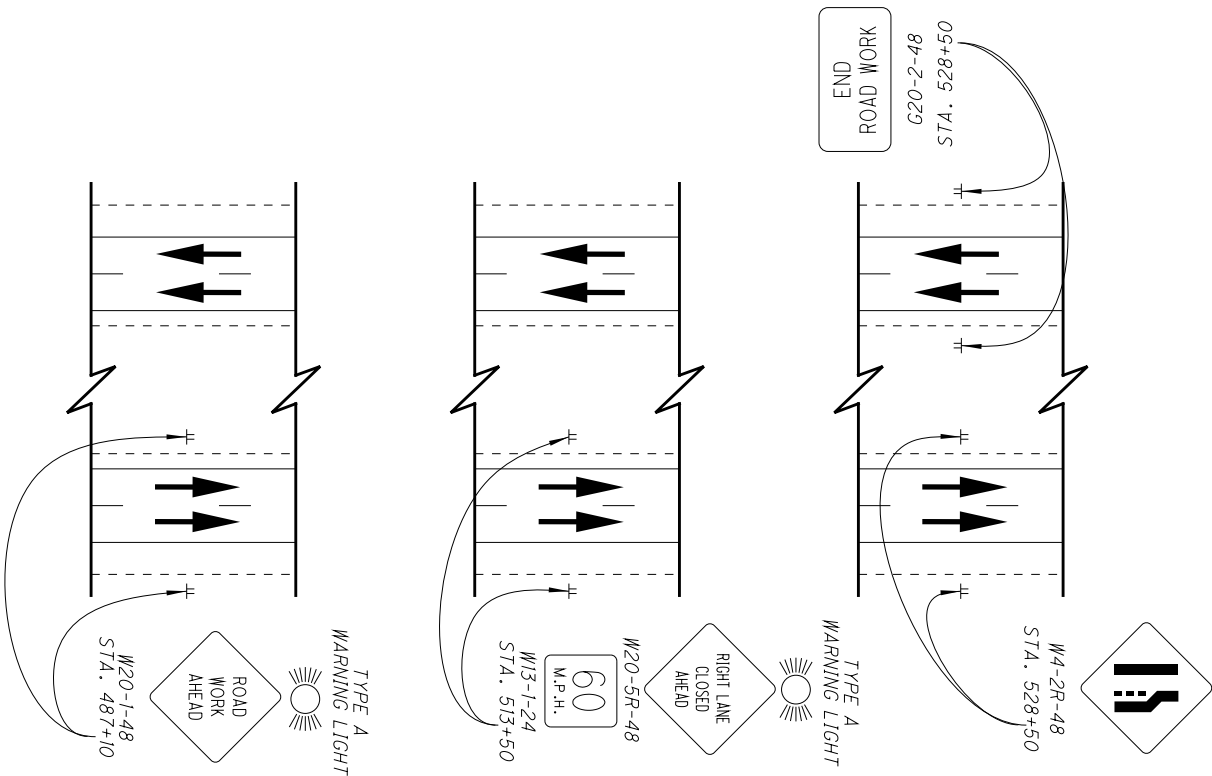 END
ROAD WORK
G20-2-48
STA. 528+50
TYPE A
WARNING LIGHT
ROAD
WORK
AHEAD
W20-1-48
STA. 487+10
TYPE A
WARNING LIGHT
RIGHT LANE
CLOSED
AHEAD
W20-5R-48
60
M.P.H.
W13-1-24
STA. 513+50
W4-2R-48
STA. 528+50